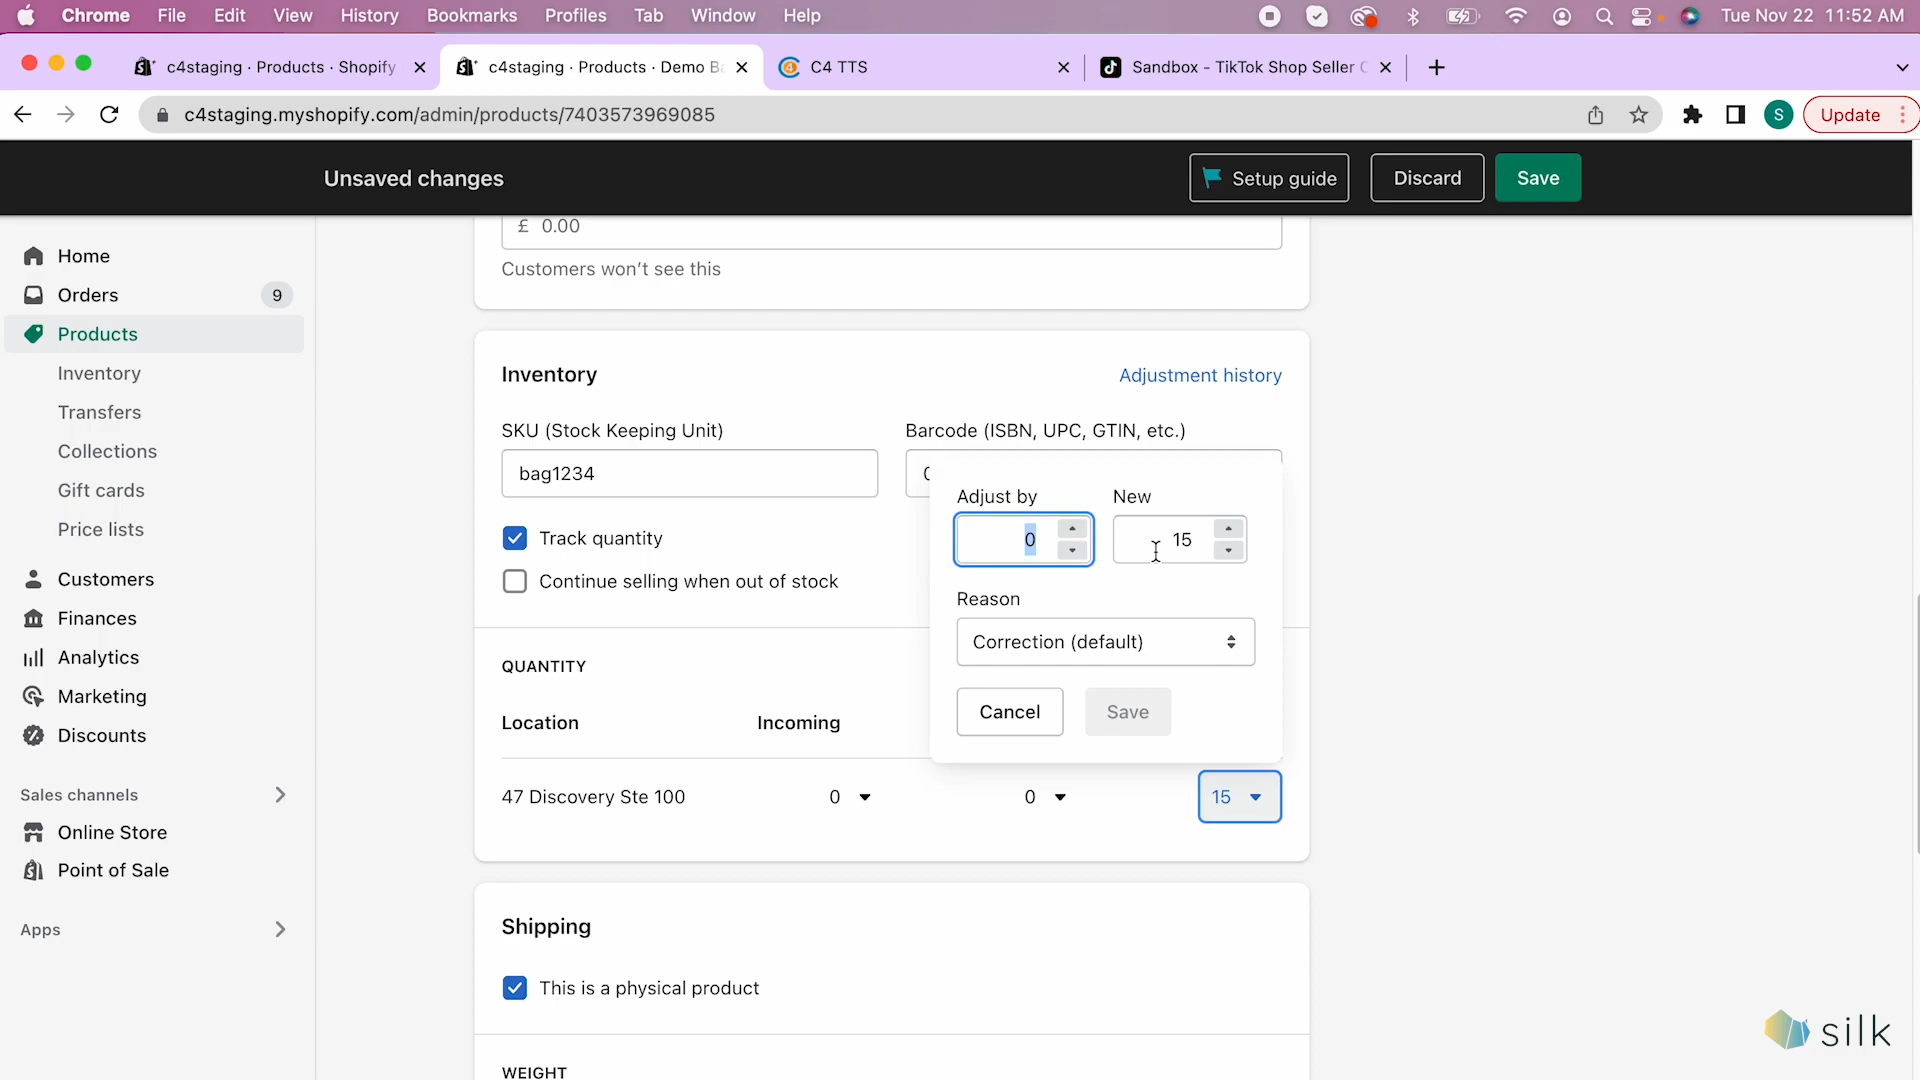 Chrome File Edit View History Bookmarks Profiles Tab Window Help Tue Nov 22 11:52 AM
c4staging · Products · Shopify c4staging · Products · Demo B C4 TTS Sandbox - TikTok Shop Seller C
c4staging.myshopify.com/admin/products/7403573969085 S Update
Unsaved changes Setup guide Discard Save
Home
Orders 9
Products
Inventory
Transfers
Collections
Gift cards
Price lists
Customers
Finances
Analytics
Marketing
Discounts
Sales channels
Online Store
Point of Sale
Apps
£ 0.00
Customers won't see this
Inventory Adjustment history
SKU (Stock Keeping Unit) Barcode (ISBN, UPC, GTIN, etc.)
bag1234
Track quantity
Continue selling when out of stock
Adjust by New
0 15
Reason
Correction (default)
Cancel Save
QUANTITY
Location Incoming
47 Discovery Ste 100 0 0 15
Shipping
This is a physical product
WEIGHT
silk